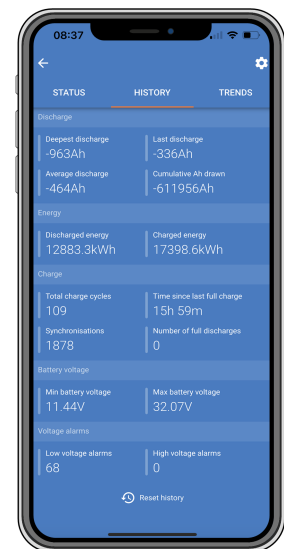 08:37
STATUS HISTORY TRENDS
Discharge
Deepest discharge Last discharge
-963Ah -336Ah
Average discharge Cumulative Ah drawn
-464Ah -611956Ah
Energy
Discharged energy Charged energy
12883.3kWh 17398.6kWh
Charge
Total charge cycles Time since last full charge
109 15h 59m
Synchronisations Number of full discharges
1878 0
Battery voltage
Min battery voltage Max battery voltage
11.44V 32.07V
Voltage alarms
Low voltage alarms High voltage alarms
68 0
Reset history